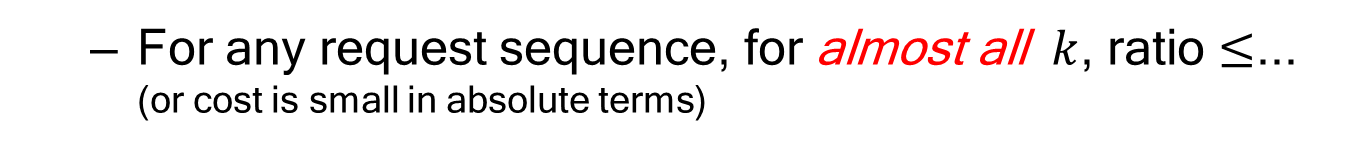 – For any request sequence, for almost all k, ratio ≤...
(or cost is small in absolute terms)